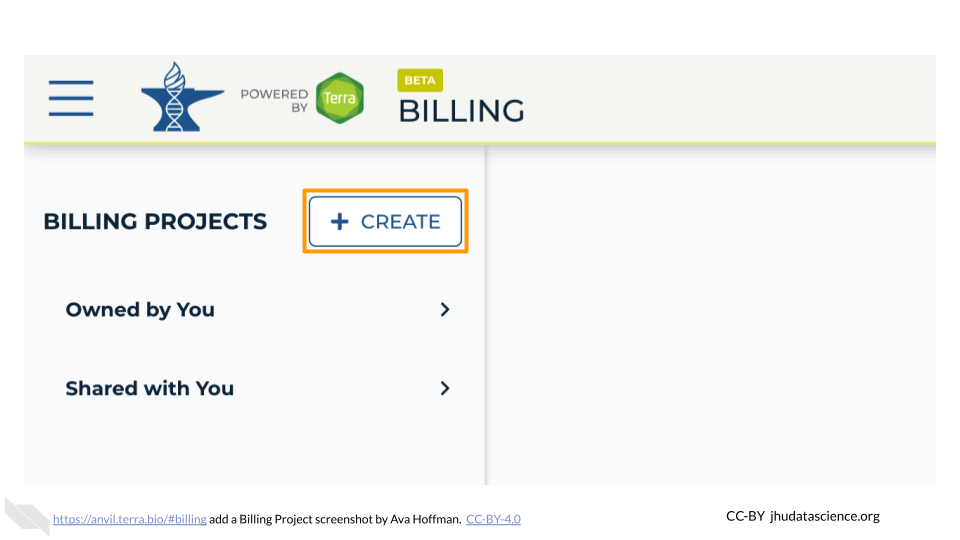 POWERED
BY
Terra
BETA
BILLING
BILLING PROJECTS
+ CREATE
Owned by You
Shared with You
https://anvil.terra.bio/#billing add a Billing Project screenshot by Ava Hoffman. CC-BY-4.0
CC-BY jhudatascience.org